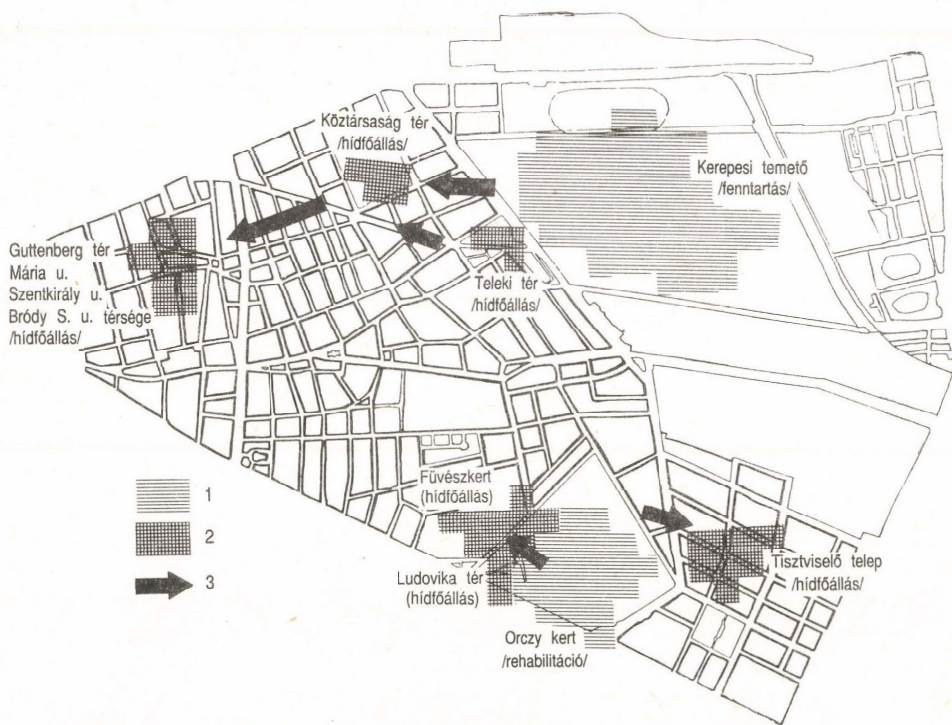 Köztársaság tér
/hídfőállás/
Kerepesi temető
/fenntartás/
Guttenberg tér
Mária u.
Szentkirály u.
Bródy S. u. térsége
/hídfőállás/
Teleki tér
/hídfőállás/
Füvészkert
(hídfőállás)
1
2
3
Ludovika tér
(hídfőállás)
Tisztviselő telep
/hídfőállás/
Orczy kert
/rehabilitáció/